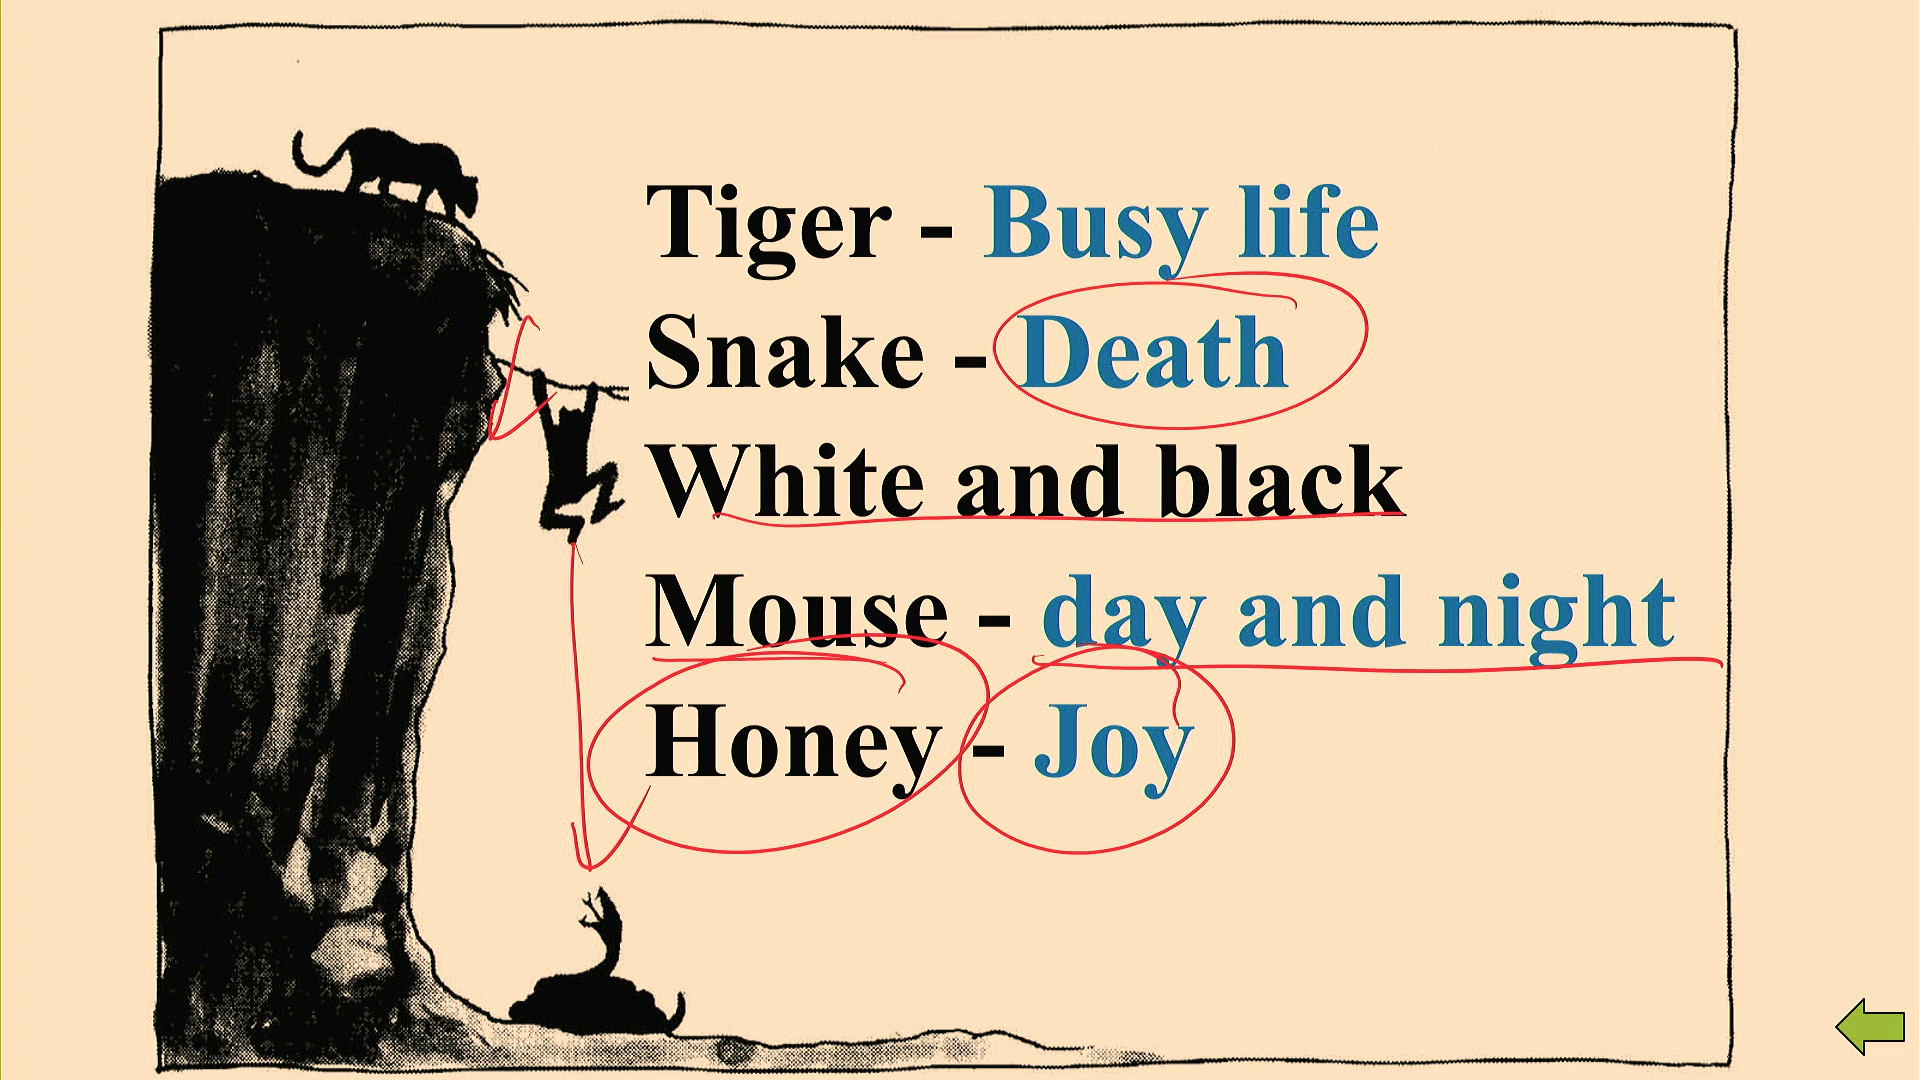 Tiger - Busy life
Snake - Death
White and black
Mouse - day and night
Honey - Joy